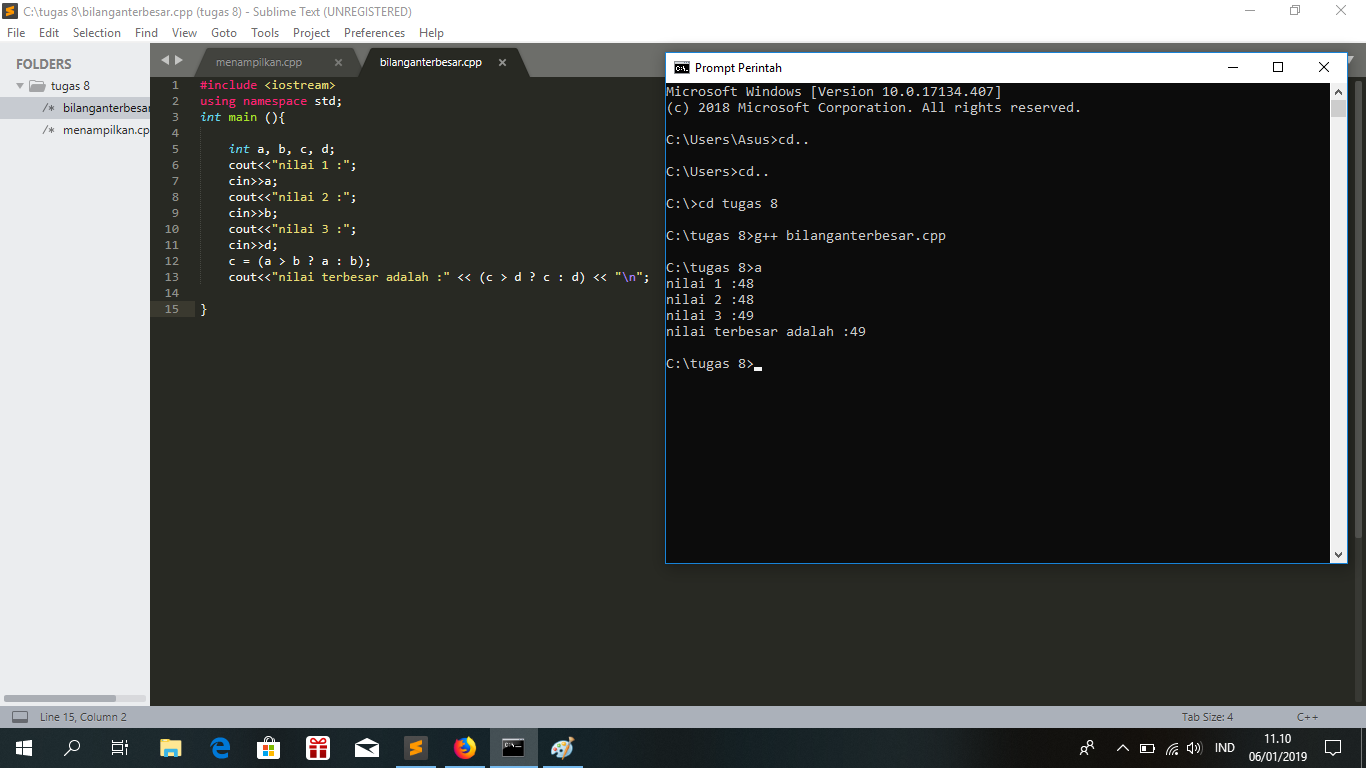 C:\tugas 8\bilanganterbesar.cpp (tugas 8) - Sublime Text (UNREGISTERED)
File Edit Selection Find View Goto Tools Project Preferences Help
FOLDERS
tugas 8
/* bilanganterbesar
/* menampilkan.cp
menampilkan.cpp × bilanganterbesar.cpp ×
1 #include <iostream>
2 using namespace std;
3 int main (){
4
5 int a, b, c, d;
6 cout<<"nilai 1 :";
7 cin>>a;
8 cout<<"nilai 2 :";
9 cin>>b;
10 cout<<"nilai 3 :";
11 cin>>d;
12 c = (a > b ? a : b);
13 cout<<"nilai terbesar adalah :" << (c > d ? c : d) << "\n";
14
15 }
Prompt Perintah
Microsoft Windows [Version 10.0.17134.407]
(c) 2018 Microsoft Corporation. All rights reserved.
C:\Users\Asus>cd..
C:\Users>cd..
C:\>cd tugas 8
C:\tugas 8>g++ bilanganterbesar.cpp
C:\tugas 8>a
nilai 1 :48
nilai 2 :48
nilai 3 :49
nilai terbesar adalah :49
C:\tugas 8>
Line 15, Column 2
Tab Size: 4
C++
IND
11.10
06/01/2019